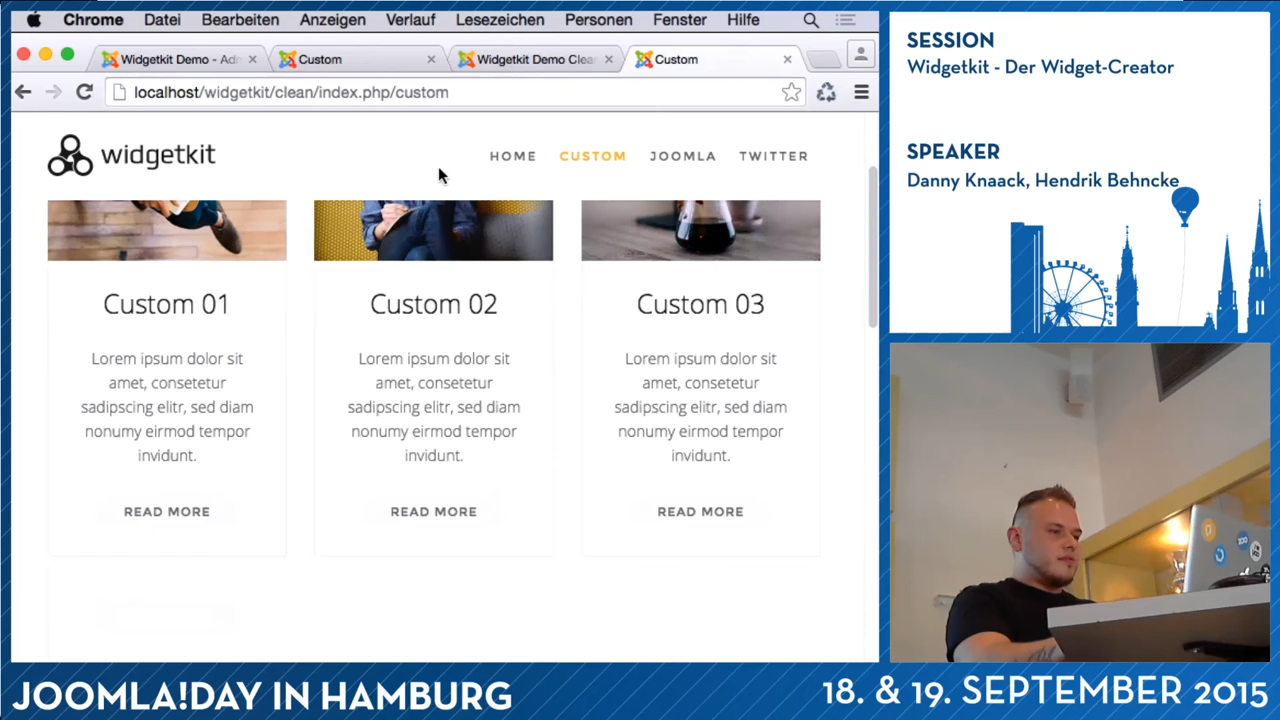 Chrome Datei Bearbeiten Anzeigen Verlauf Lesezeichen Personen Fenster Hilfe
Widgetkit Demo - Adm
Custom
Widgetkit Demo Clea
Custom
localhost/widgetkit/clean/index.php/custom
widgetkit
HOME CUSTOM JOOMLA TWITTER
Custom 01
Lorem ipsum dolor sit
amet, consetetur
sadipscing elitr, sed diam
nonumy eirmod tempor
invidunt.
READ MORE
Custom 02
Lorem ipsum dolor sit
amet, consetetur
sadipscing elitr, sed diam
nonumy eirmod tempor
invidunt.
READ MORE
Custom 03
Lorem ipsum dolor sit
amet, consetetur
sadipscing elitr, sed diam
nonumy eirmod tempor
invidunt.
READ MORE
SESSION
Widgetkit - Der Widget-Creator
SPEAKER
Danny Knaack, Hendrik Behncke
JOOMLA!DAY IN HAMBURG
18. & 19. SEPTEMBER 2015